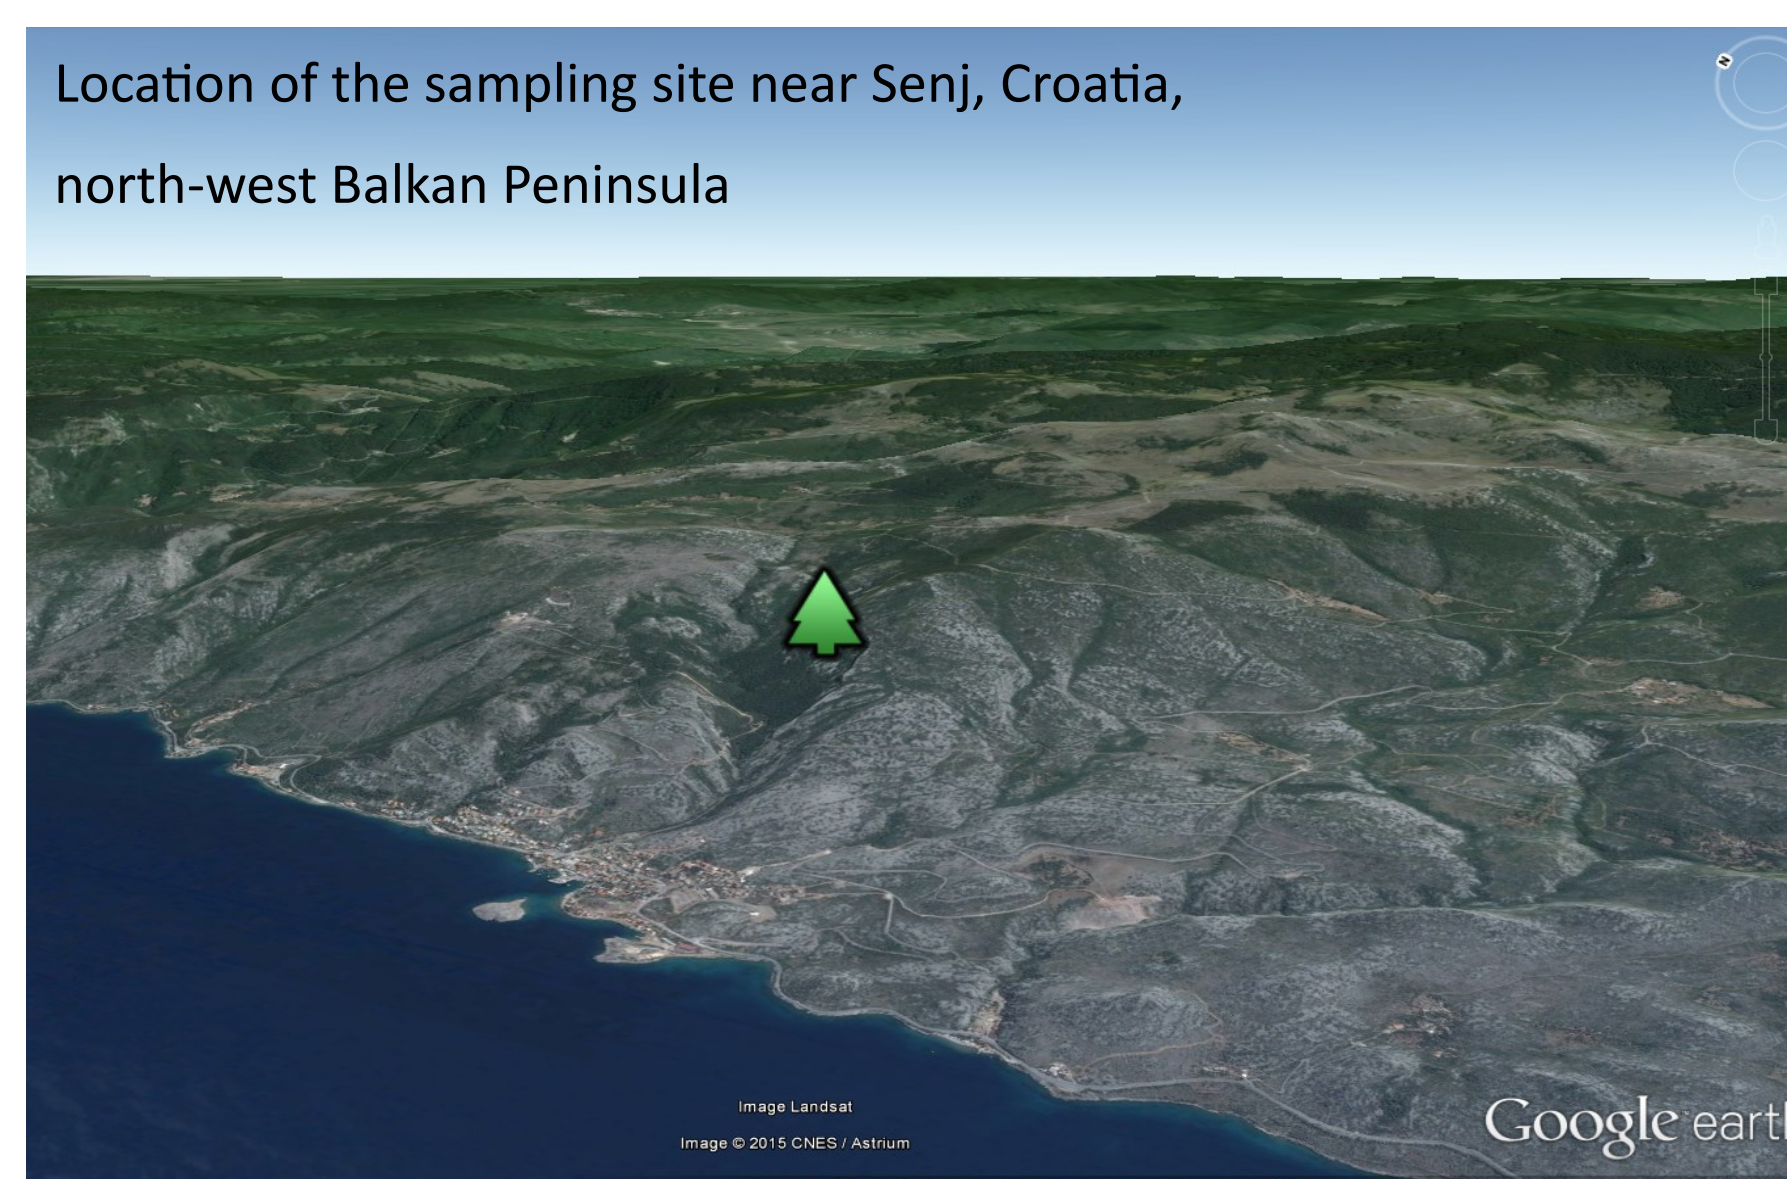 Location of the sampling site near Senj, Croatia,
north-west Balkan Peninsula
N
Image Landsat
Image © 2015 CNES / Astrium
Google eart